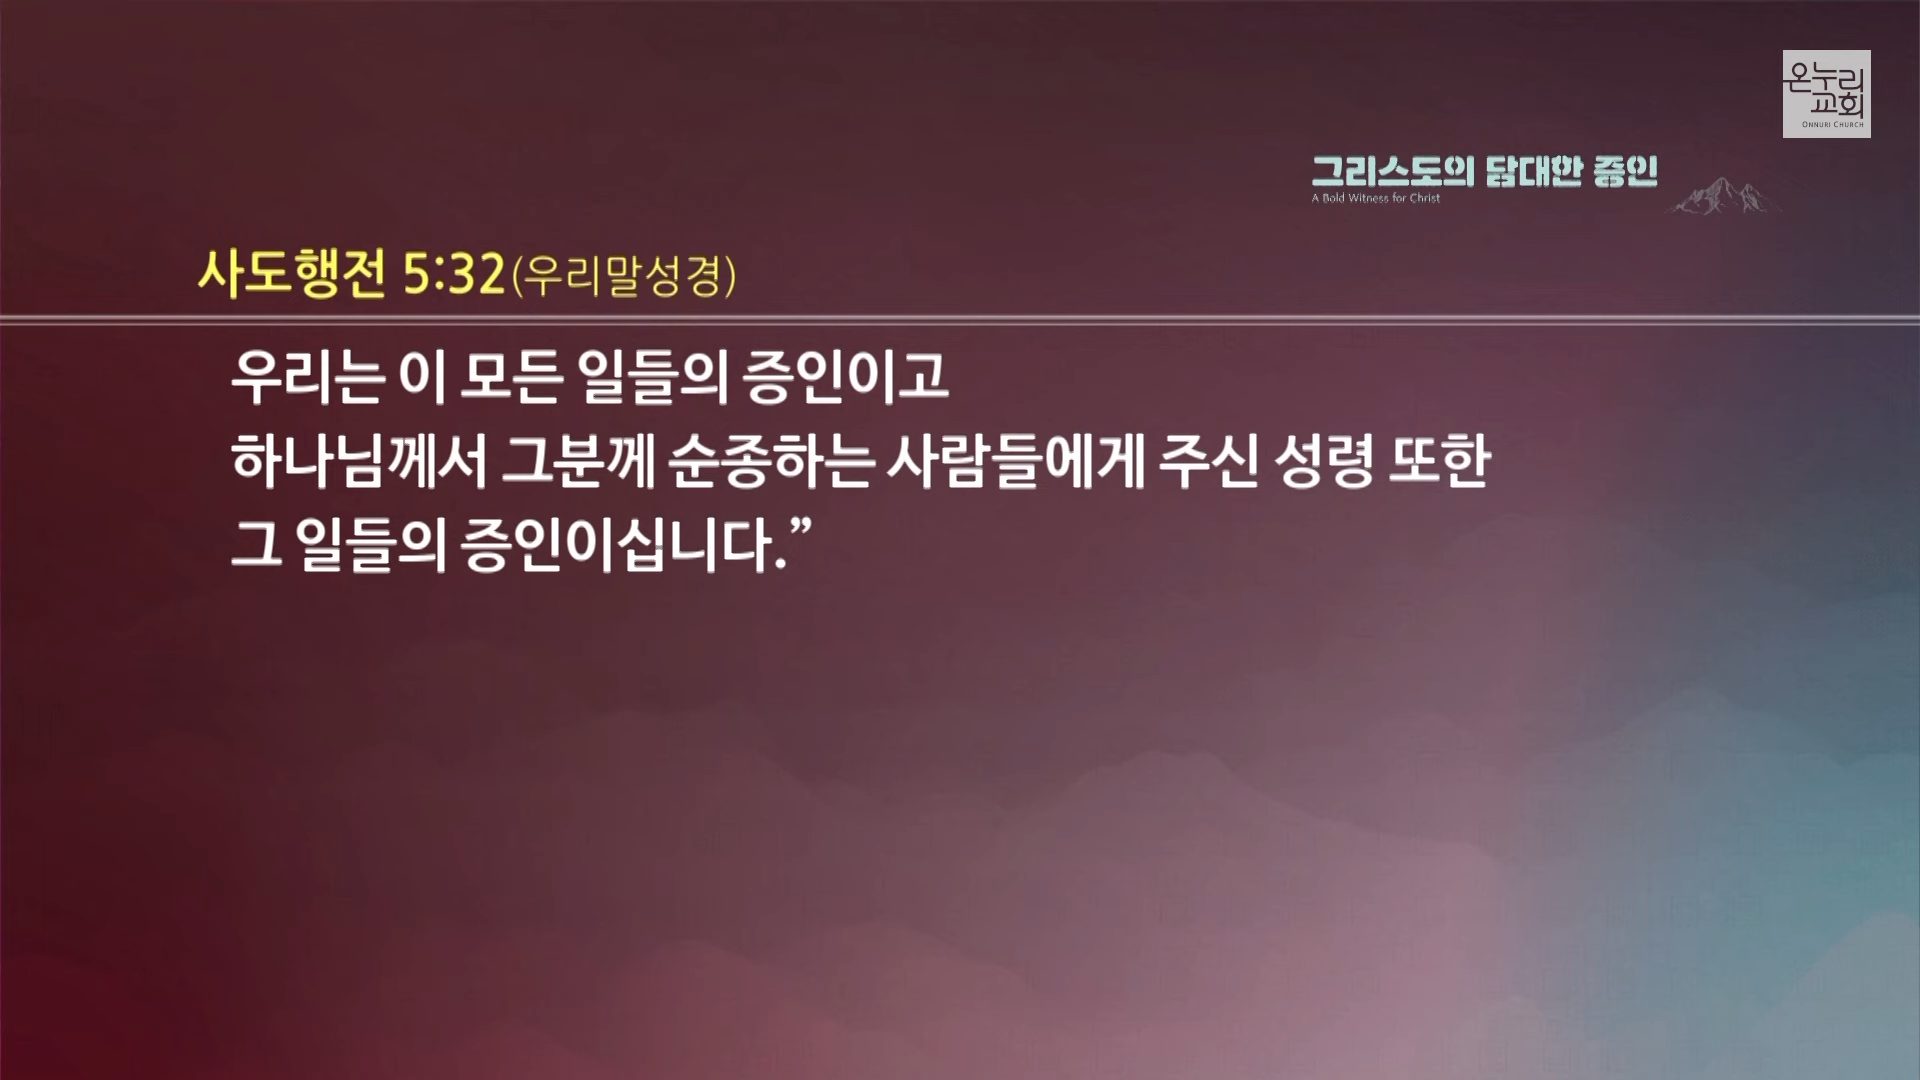 온누리
교회
ONNURI CHURCH
그리스도의 담대한 증인
A Bold Witness for Christ
사도행전 5:32(우리말성경)
우리는 이 모든 일들의 증인이고
하나님께서 그분께 순종하는 사람들에게 주신 성령 또한
그 일들의 증인이십니다.”